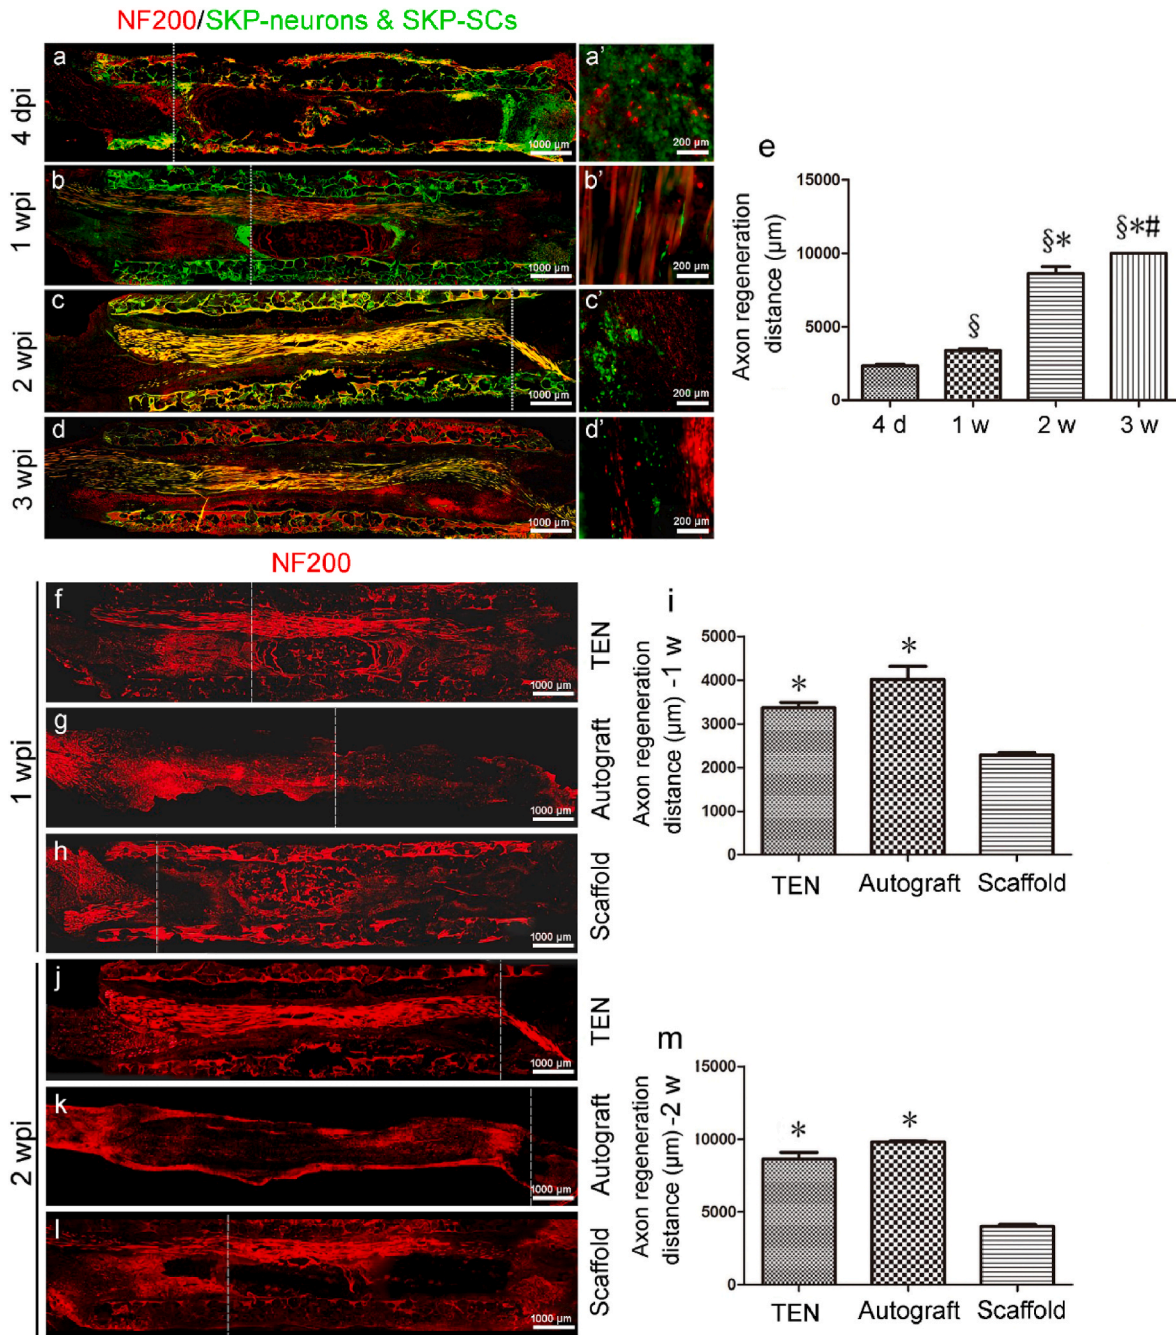 NF200/SKP-neurons & SKP-SCs
4 dpi
a
1000 µm
a'
200 µm
1 wpi
b
1000 µm
b'
200 µm
2 wpi
c
1000 µm
c'
200 µm
3 wpi
d
1000 µm
d'
200 µm
e
Axon regeneration
distance (µm)
15000
10000
5000
0
§
§*
§*#
4 d
1 w
2 w
3 w
NF200
1 wpi
f
1000 µm
TEN
g
1000 µm
Autograft
h
1000 µm
Scaffold
i
Axon regeneration
distance (µm) -1 w
5000
4000
3000
2000
1000
0
*
*
TEN
Autograft
Scaffold
2 wpi
j
1000 µm
TEN
k
1000 µm
Autograft
l
1000 µm
Scaffold
m
Axon regeneration
distance (µm) -2 w
15000
10000
5000
0
*
*
TEN
Autograft
Scaffold